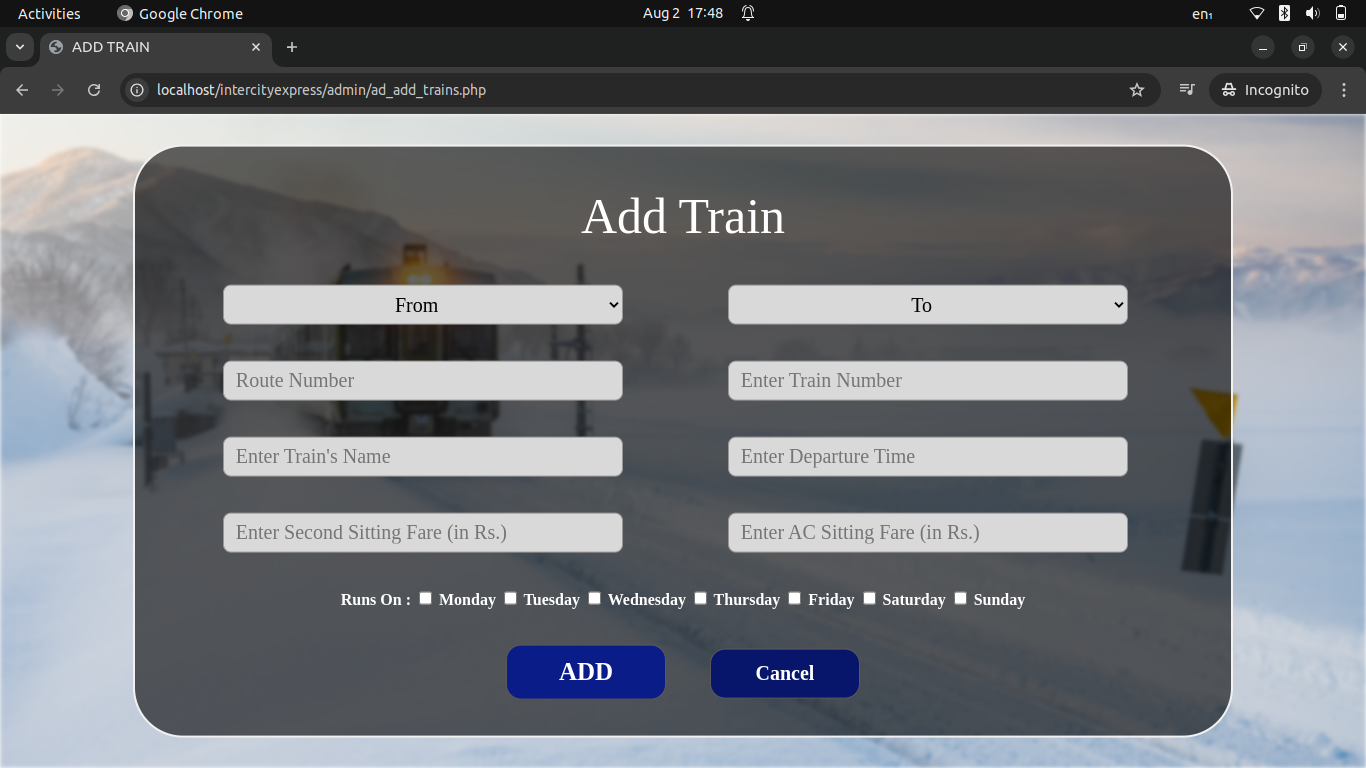 Activities Google Chrome Aug 2 17:48 en₁
ADD TRAIN
localhost/intercityexpress/admin/ad_add_trains.php Incognito
Add Train
From To
Route Number Enter Train Number
Enter Train's Name Enter Departure Time
Enter Second Sitting Fare (in Rs.) Enter AC Sitting Fare (in Rs.)
Runs On : Monday Tuesday Wednesday Thursday Friday Saturday Sunday
ADD Cancel